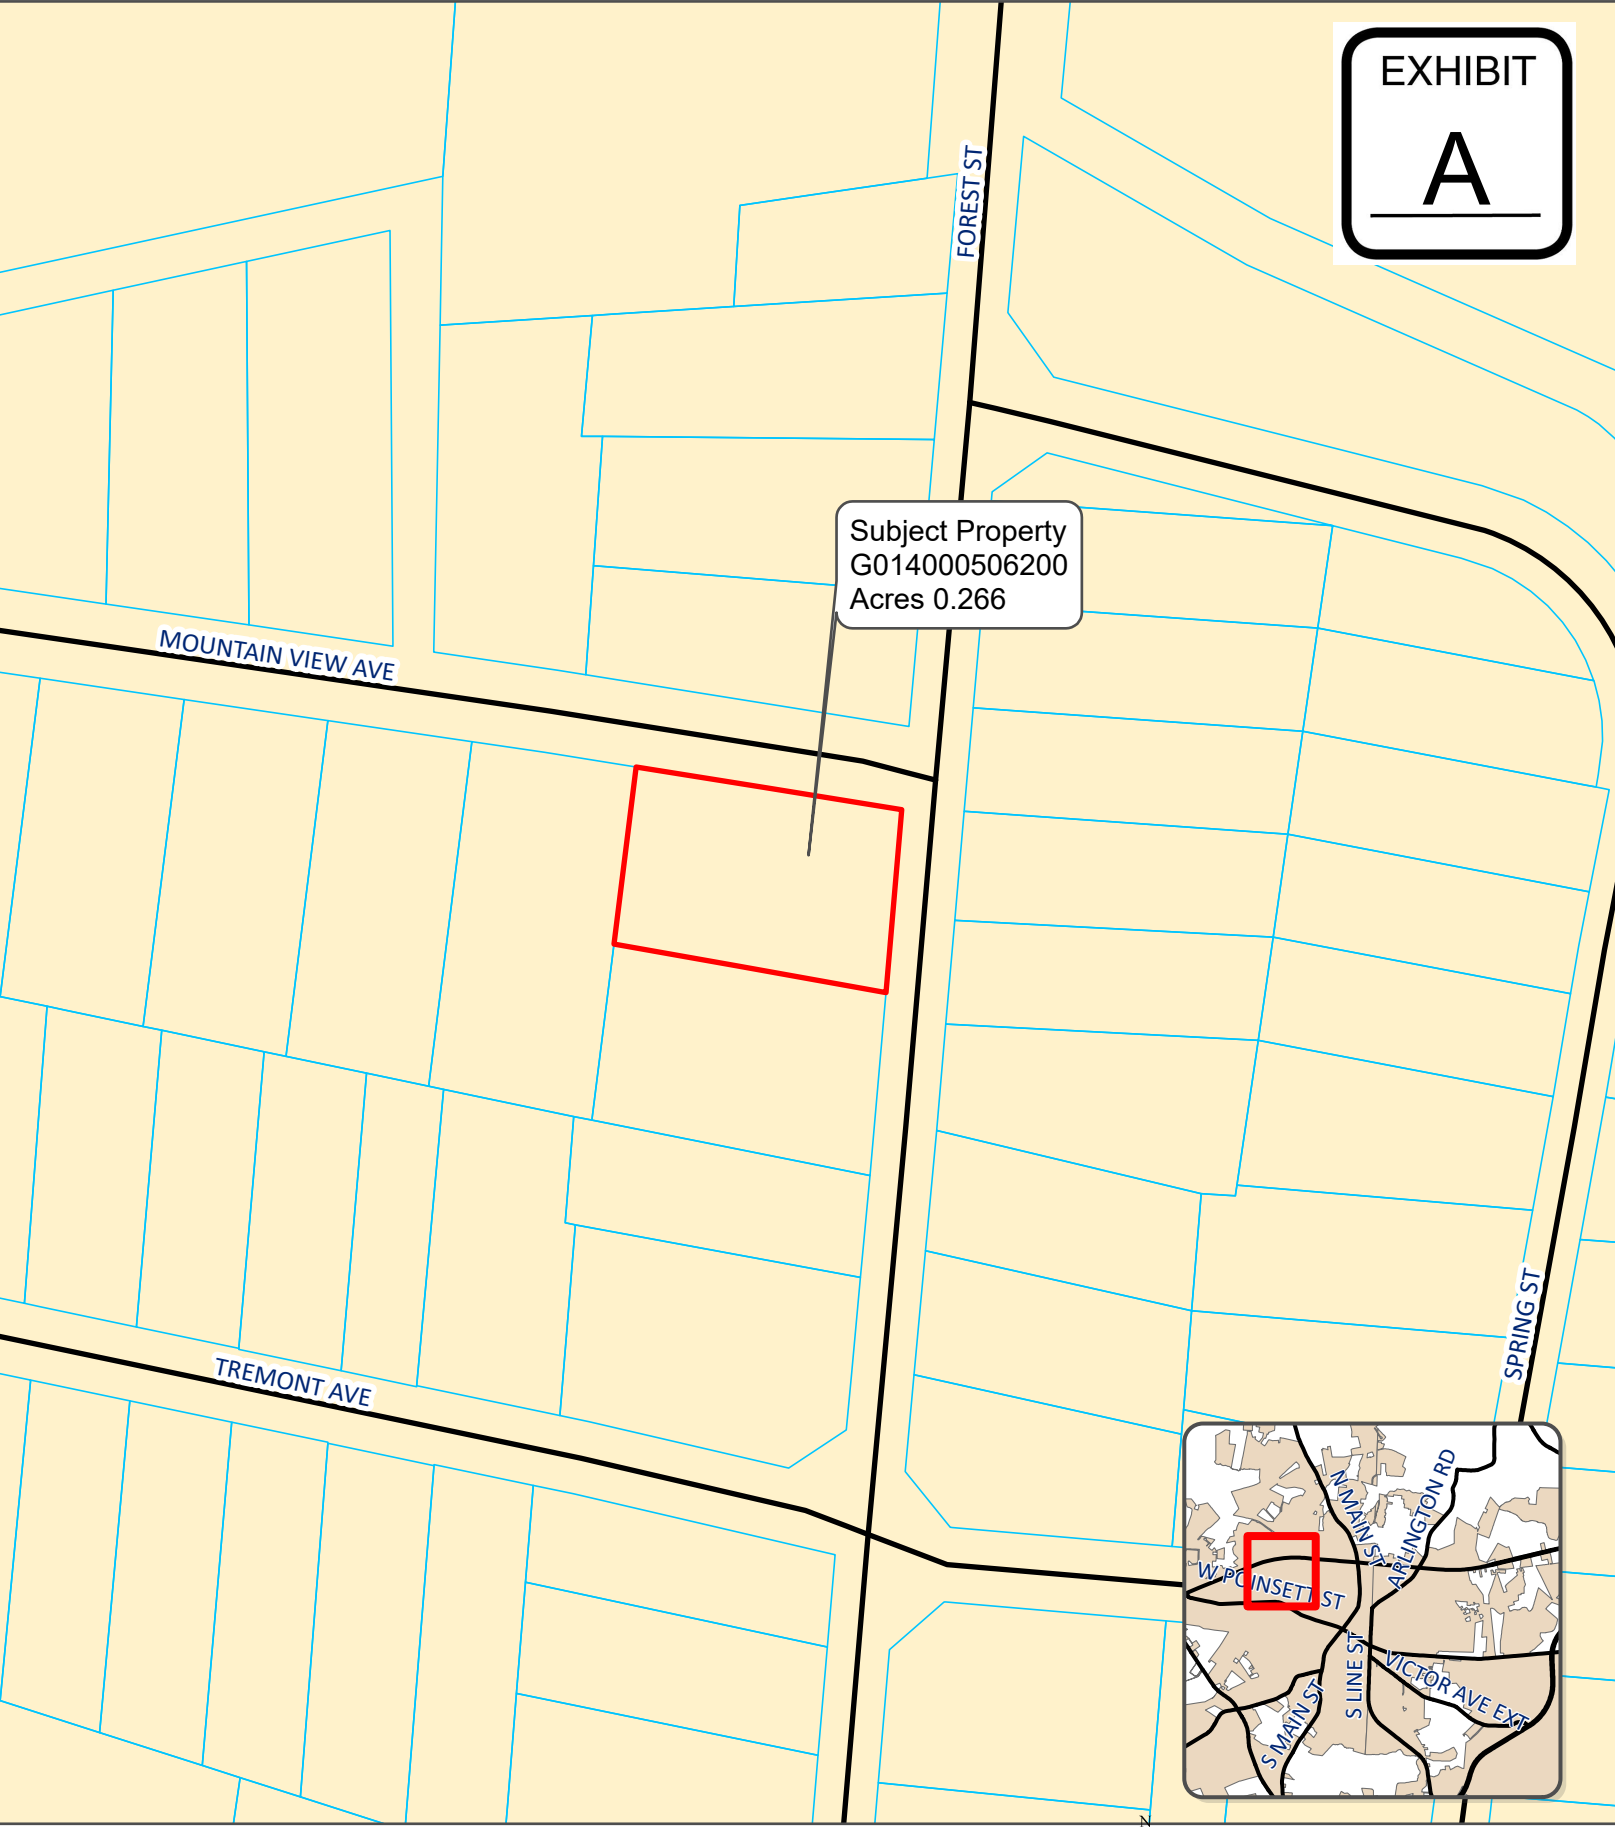 EXHIBIT
A
FOREST ST
Subject Property
G014000506200
Acres 0.266
MOUNTAIN VIEW AVE
SPRING ST
TREMONT AVE
N MAIN ST
ARLINGTON RD
W POINSETT ST
S LINE ST
VICTOR AVE EXT
S MAIN ST
N